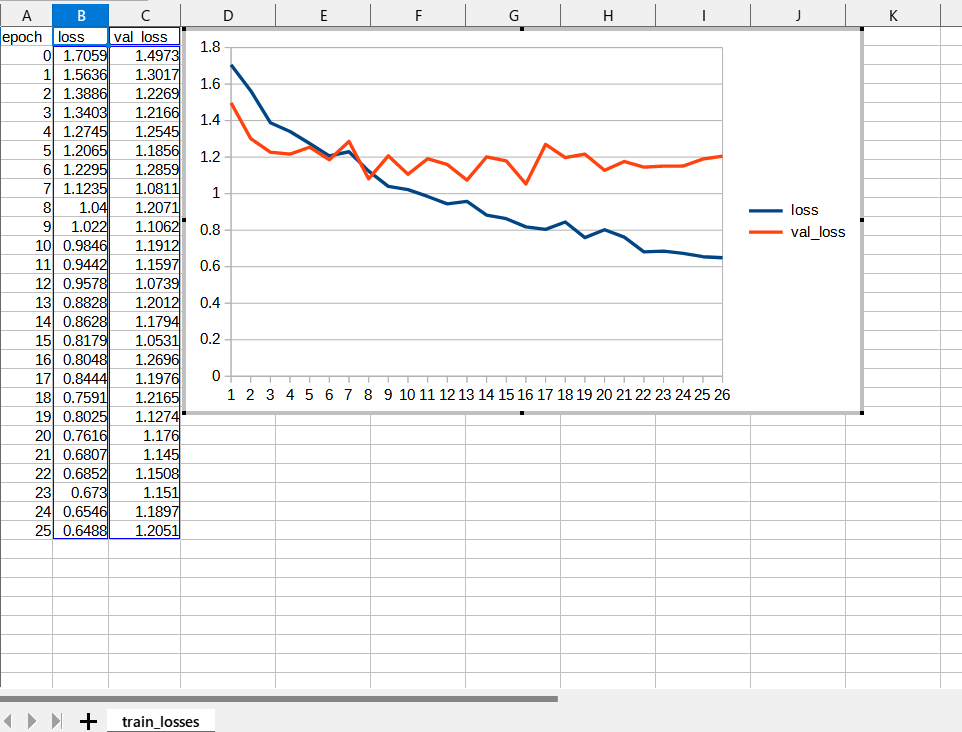 A B C D E F G H I J K
epoch loss val_loss
0 1.7059 1.4973
1 1.5636 1.3017
2 1.3886 1.2269
3 1.3403 1.2166
4 1.2745 1.2545
5 1.2065 1.1856
6 1.2295 1.2859
7 1.1235 1.0811
8 1.04 1.2071
9 1.022 1.1062
10 0.9846 1.1912
11 0.9442 1.1597
12 0.9578 1.0739
13 0.8828 1.2012
14 0.8628 1.1794
15 0.8179 1.0531
16 0.8048 1.2696
17 0.8444 1.1976
18 0.7591 1.2165
19 0.8025 1.1274
20 0.7616 1.176
21 0.6807 1.145
22 0.6852 1.1508
23 0.673 1.151
24 0.6546 1.1897
25 0.6488 1.2051
1.8
1.6
1.4
1.2
1
0.8
0.6
0.4
0.2
0
1 2 3 4 5 6 7 8 9 10 11 12 13 14 15 16 17 18 19 20 21 22 23 24 25 26
loss
val_loss
train_losses